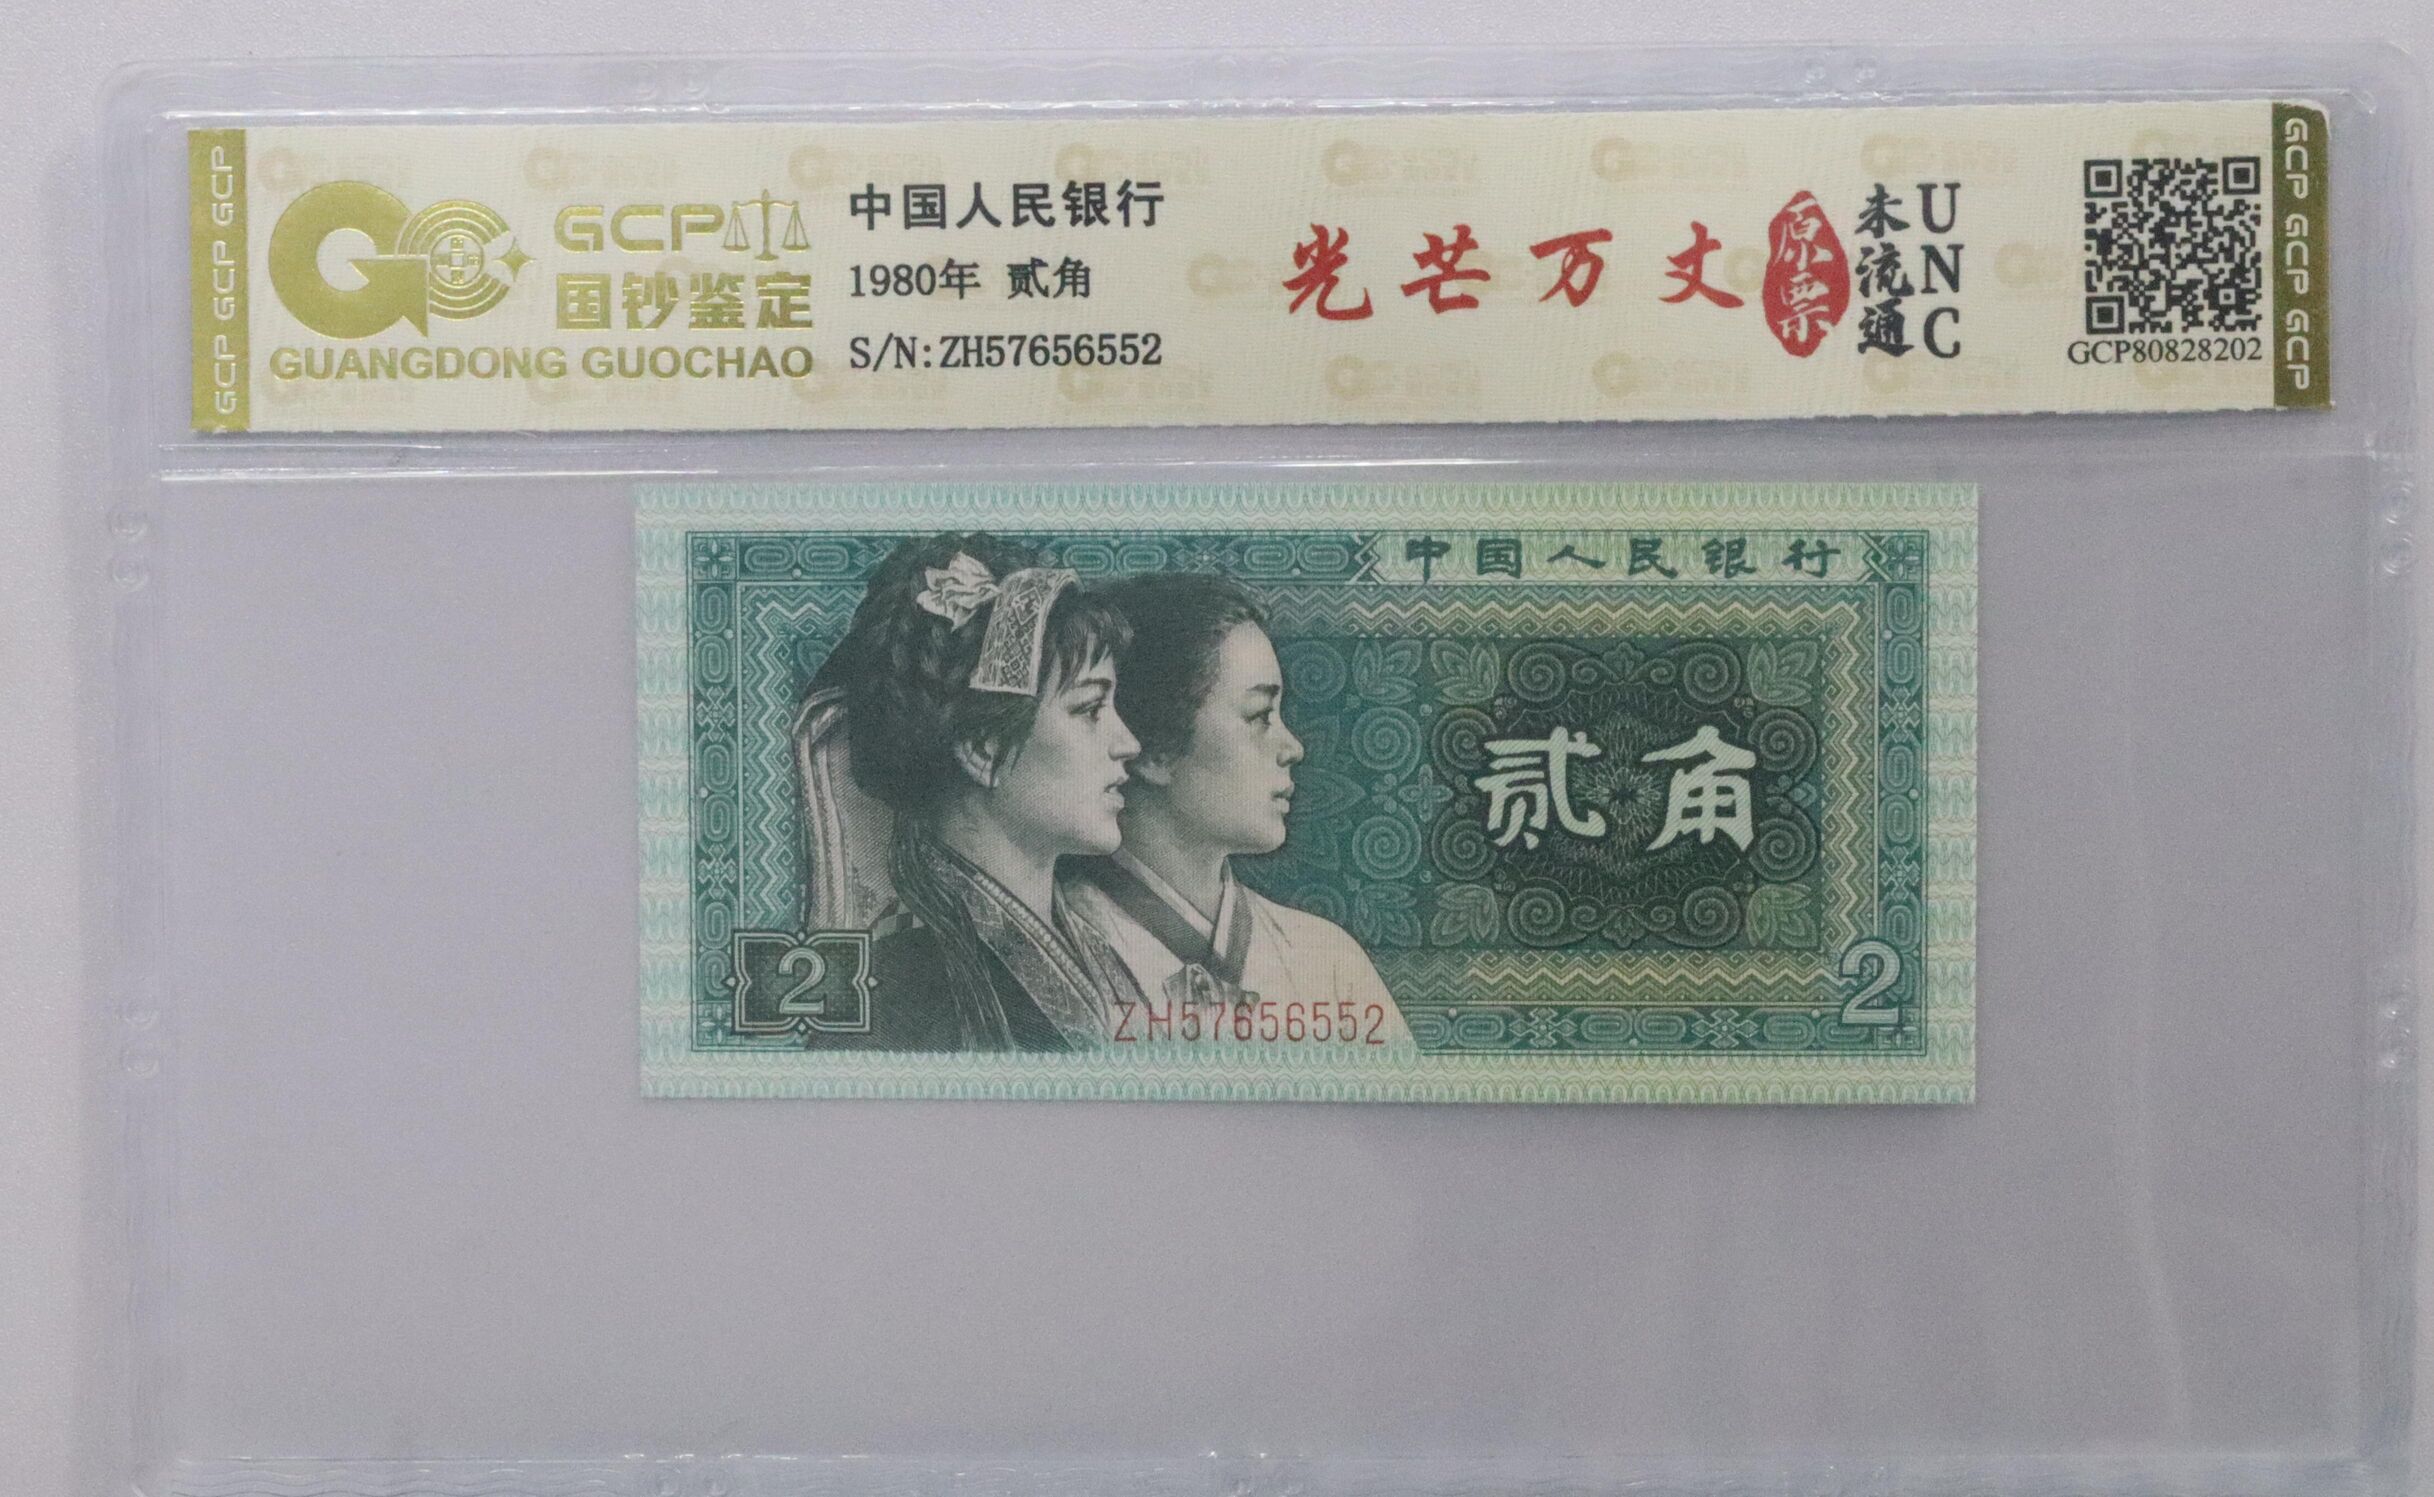 GCP GCP GCP
GCP
国钞鉴定
GUANGDONG GUOCHAO
中国人民银行
1980年 贰角
S/N:ZH57656552
光芒万丈
原票
未流通
UNC
GCP80828202
GCP GCP GCP
中国人民银行
贰角
2
2
ZH57656552